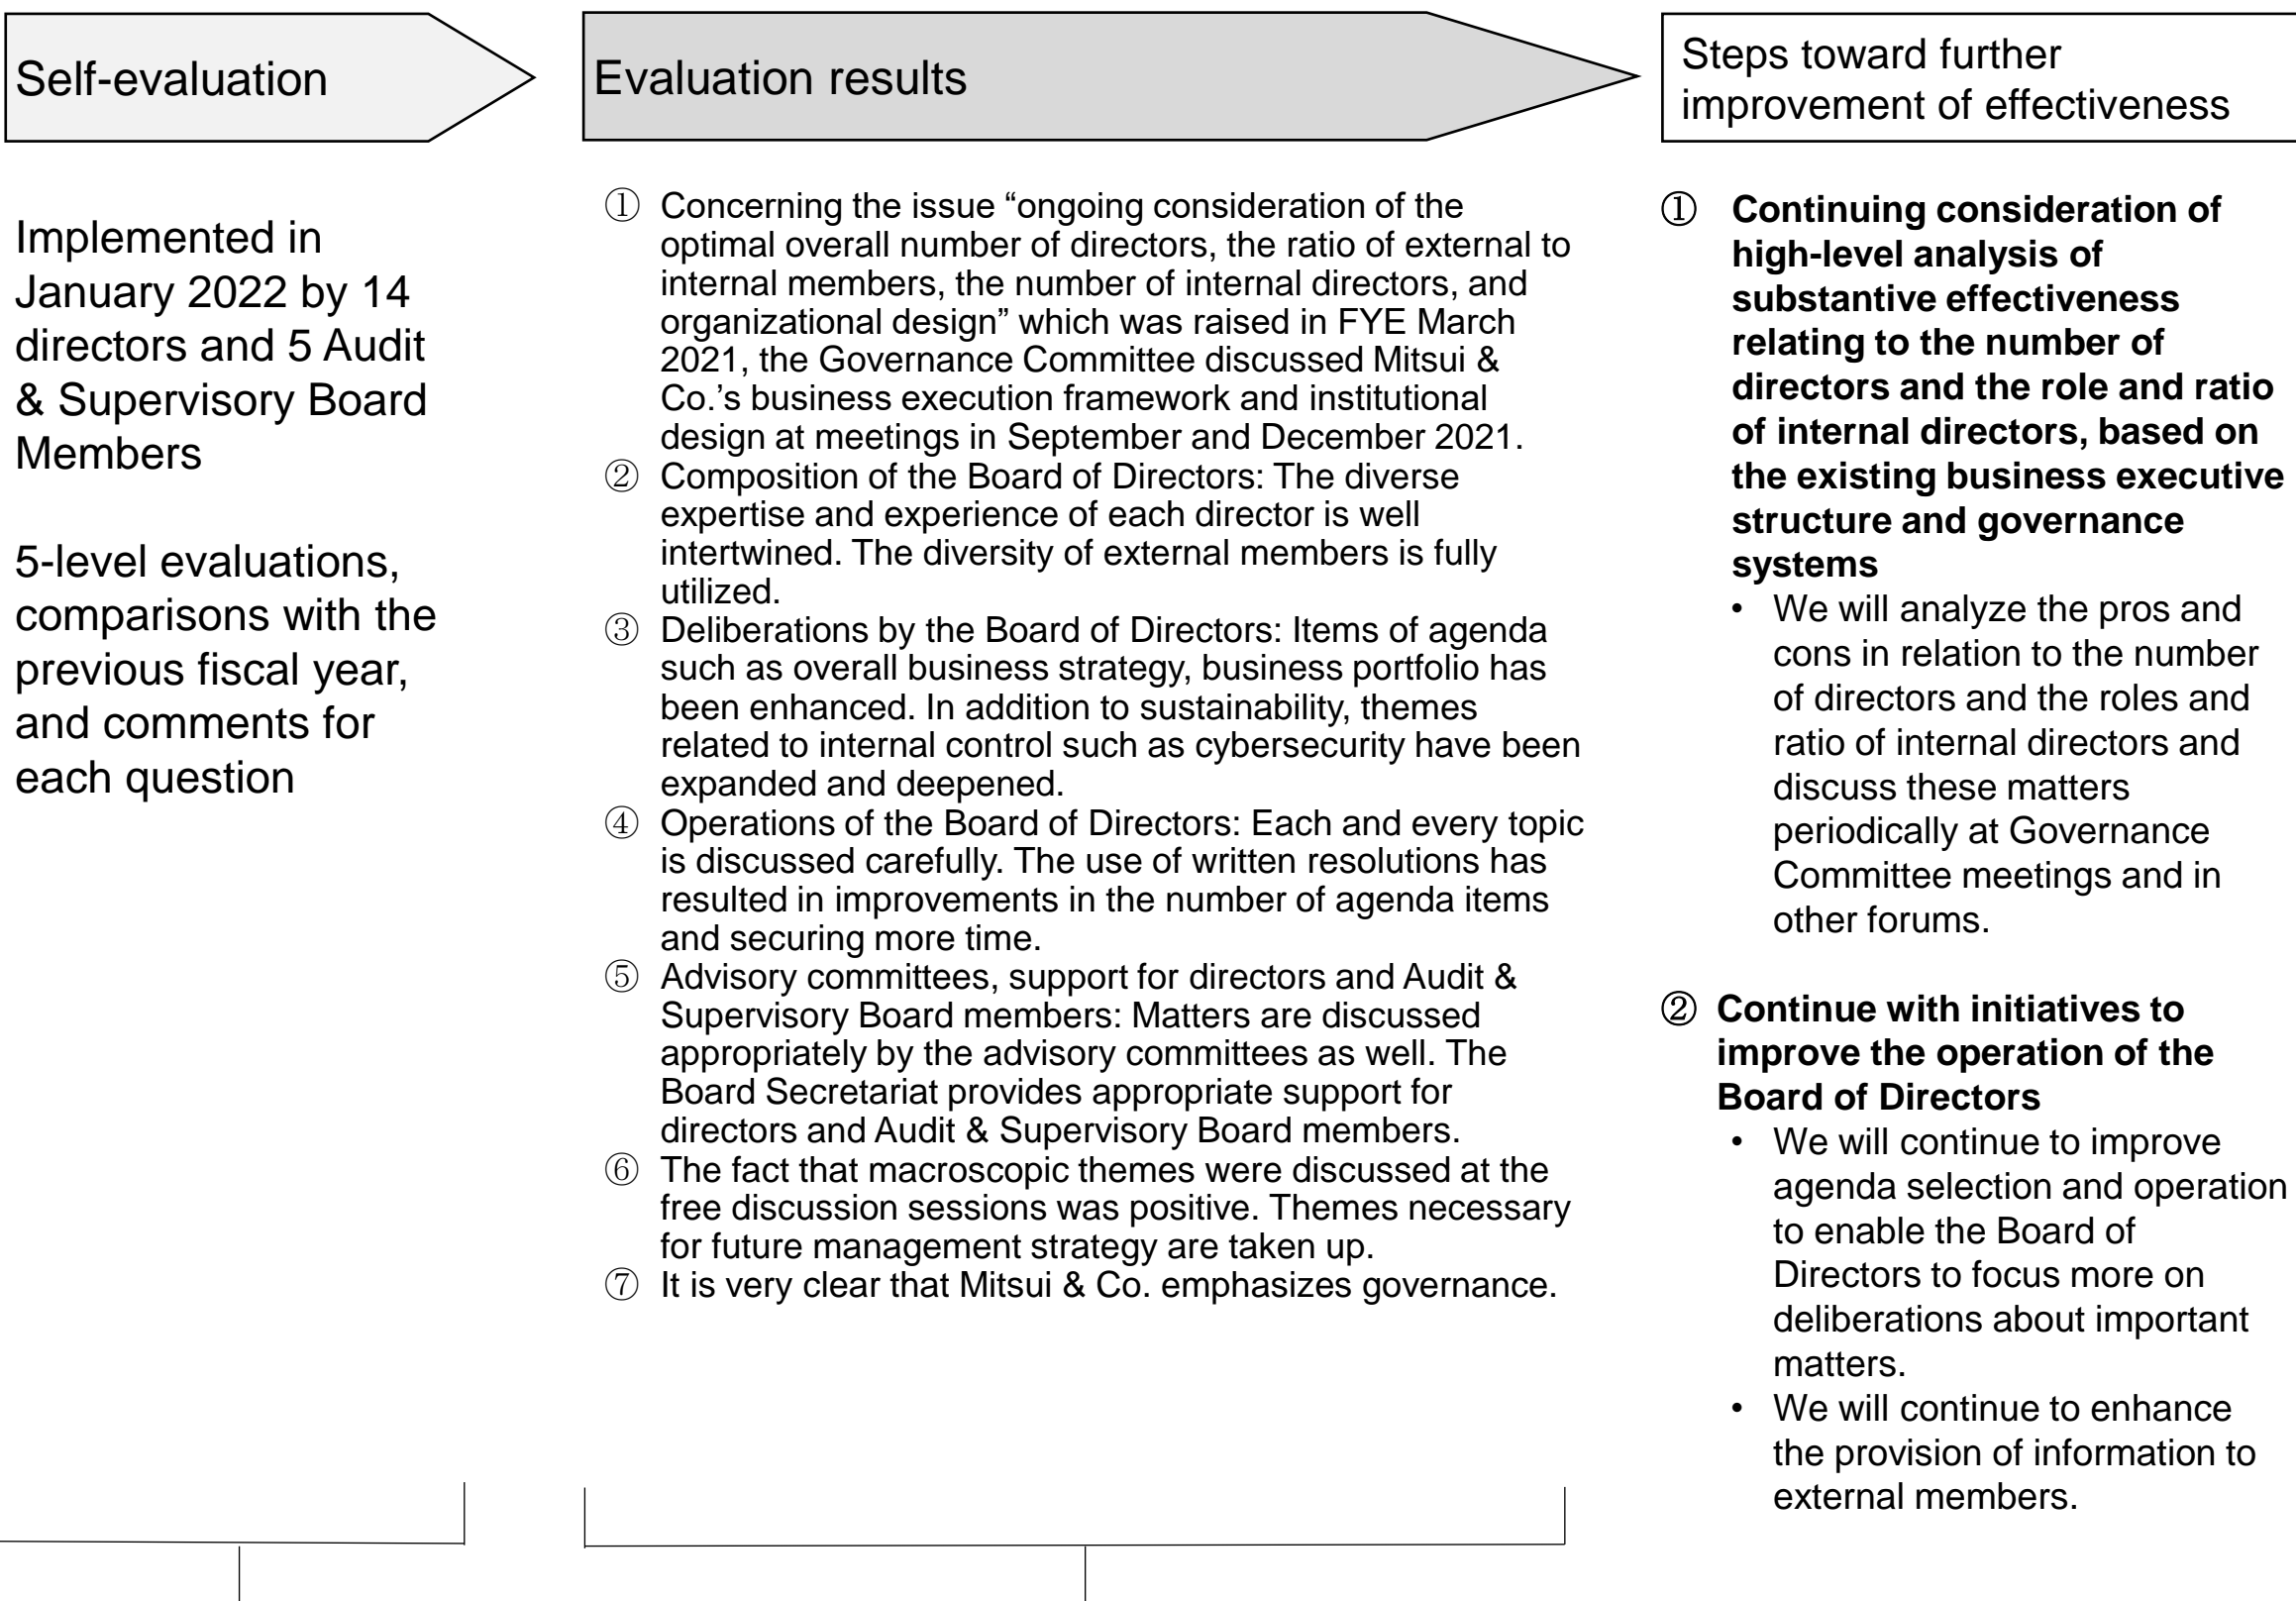 Self-evaluation
Implemented in
January 2022 by 14
directors and 5 Audit
& Supervisory Board
Members
5-level evaluations,
comparisons with the
previous fiscal year,
and comments for
each question
Evaluation results
① Concerning the issue “ongoing consideration of the
optimal overall number of directors, the ratio of external to
internal members, the number of internal directors, and
organizational design” which was raised in FYE March
2021, the Governance Committee discussed Mitsui &
Co.’s business execution framework and institutional
design at meetings in September and December 2021.
② Composition of the Board of Directors: The diverse
expertise and experience of each director is well
intertwined. The diversity of external members is fully
utilized.
③ Deliberations by the Board of Directors: Items of agenda
such as overall business strategy, business portfolio has
been enhanced. In addition to sustainability, themes
related to internal control such as cybersecurity have been
expanded and deepened.
④ Operations of the Board of Directors: Each and every topic
is discussed carefully. The use of written resolutions has
resulted in improvements in the number of agenda items
and securing more time.
⑤ Advisory committees, support for directors and Audit &
Supervisory Board members: Matters are discussed
appropriately by the advisory committees as well. The
Board Secretariat provides appropriate support for
directors and Audit & Supervisory Board members.
⑥ The fact that macroscopic themes were discussed at the
free discussion sessions was positive. Themes necessary
for future management strategy are taken up.
⑦ It is very clear that Mitsui & Co. emphasizes governance.
Steps toward further
improvement of effectiveness
① Continuing consideration of
high-level analysis of
substantive effectiveness
relating to the number of
directors and the role and ratio
of internal directors, based on
the existing business executive
structure and governance
systems
• We will analyze the pros and
cons in relation to the number
of directors and the roles and
ratio of internal directors and
discuss these matters
periodically at Governance
Committee meetings and in
other forums.
② Continue with initiatives to
improve the operation of the
Board of Directors
• We will continue to improve
agenda selection and operation
to enable the Board of
Directors to focus more on
deliberations about important
matters.
• We will continue to enhance
the provision of information to
external members.